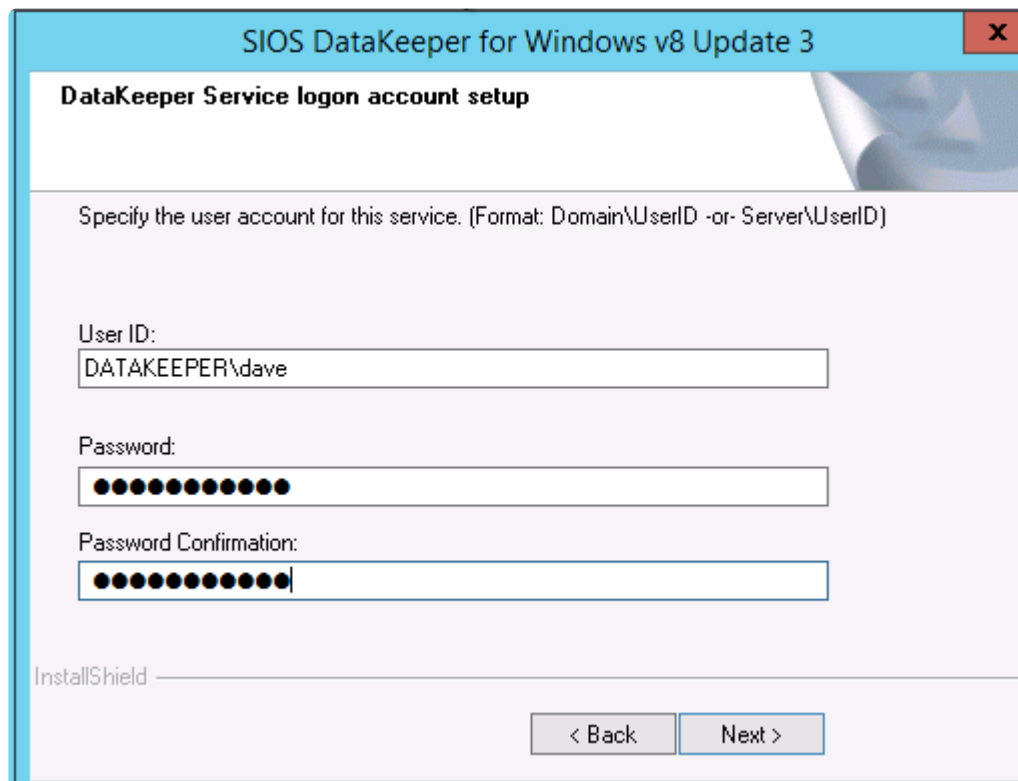 SIOS DataKeeper for Windows v8 Update 3
x
DataKeeper Service logon account setup
Specify the user account for this service. (Format: Domain\UserID -or- Server\UserID)
User ID:
DATAKEEPER\dave
Password:
●●●●●●●●●●●
Password Confirmation:
●●●●●●●●●●●
InstallShield
< Back Next >